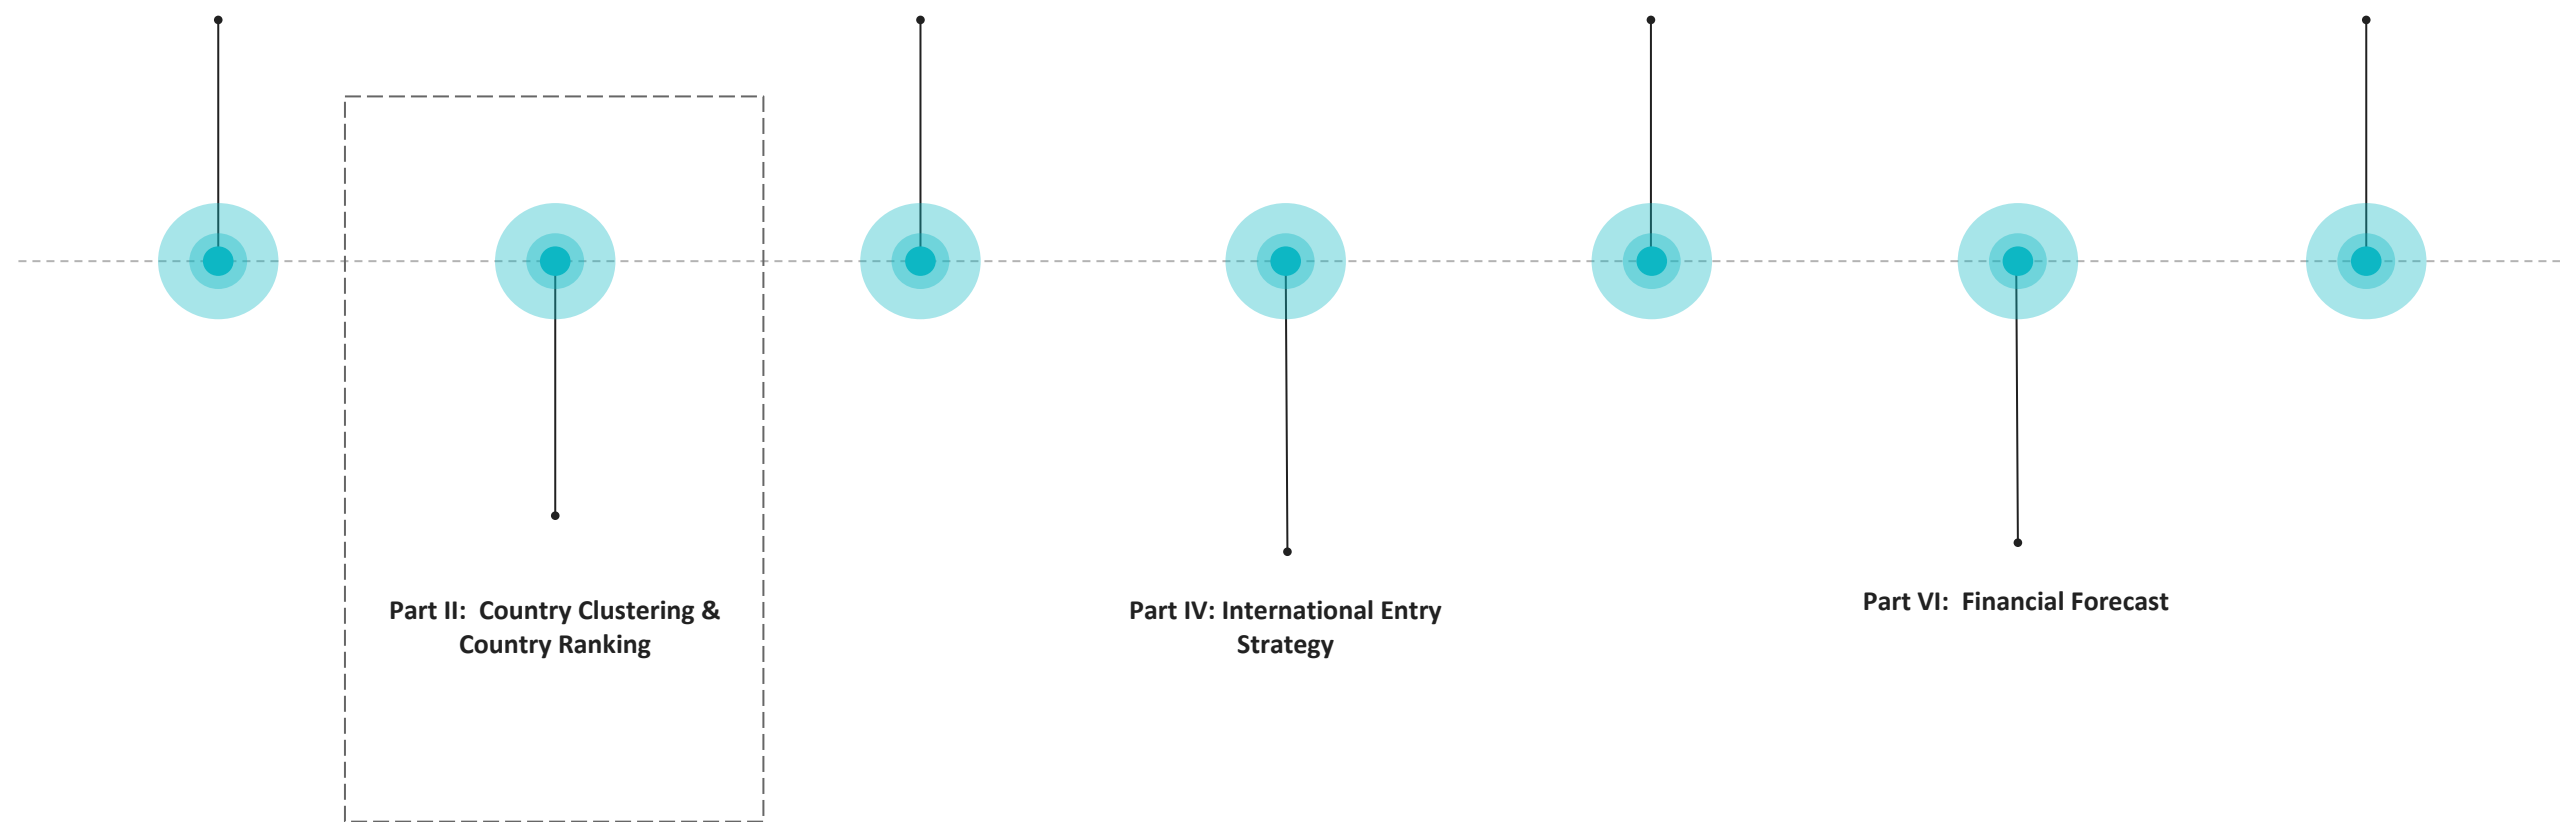 Part II:  Country Clustering &
Country Ranking
Part IV: International Entry
Strategy
Part VI:  Financial Forecast